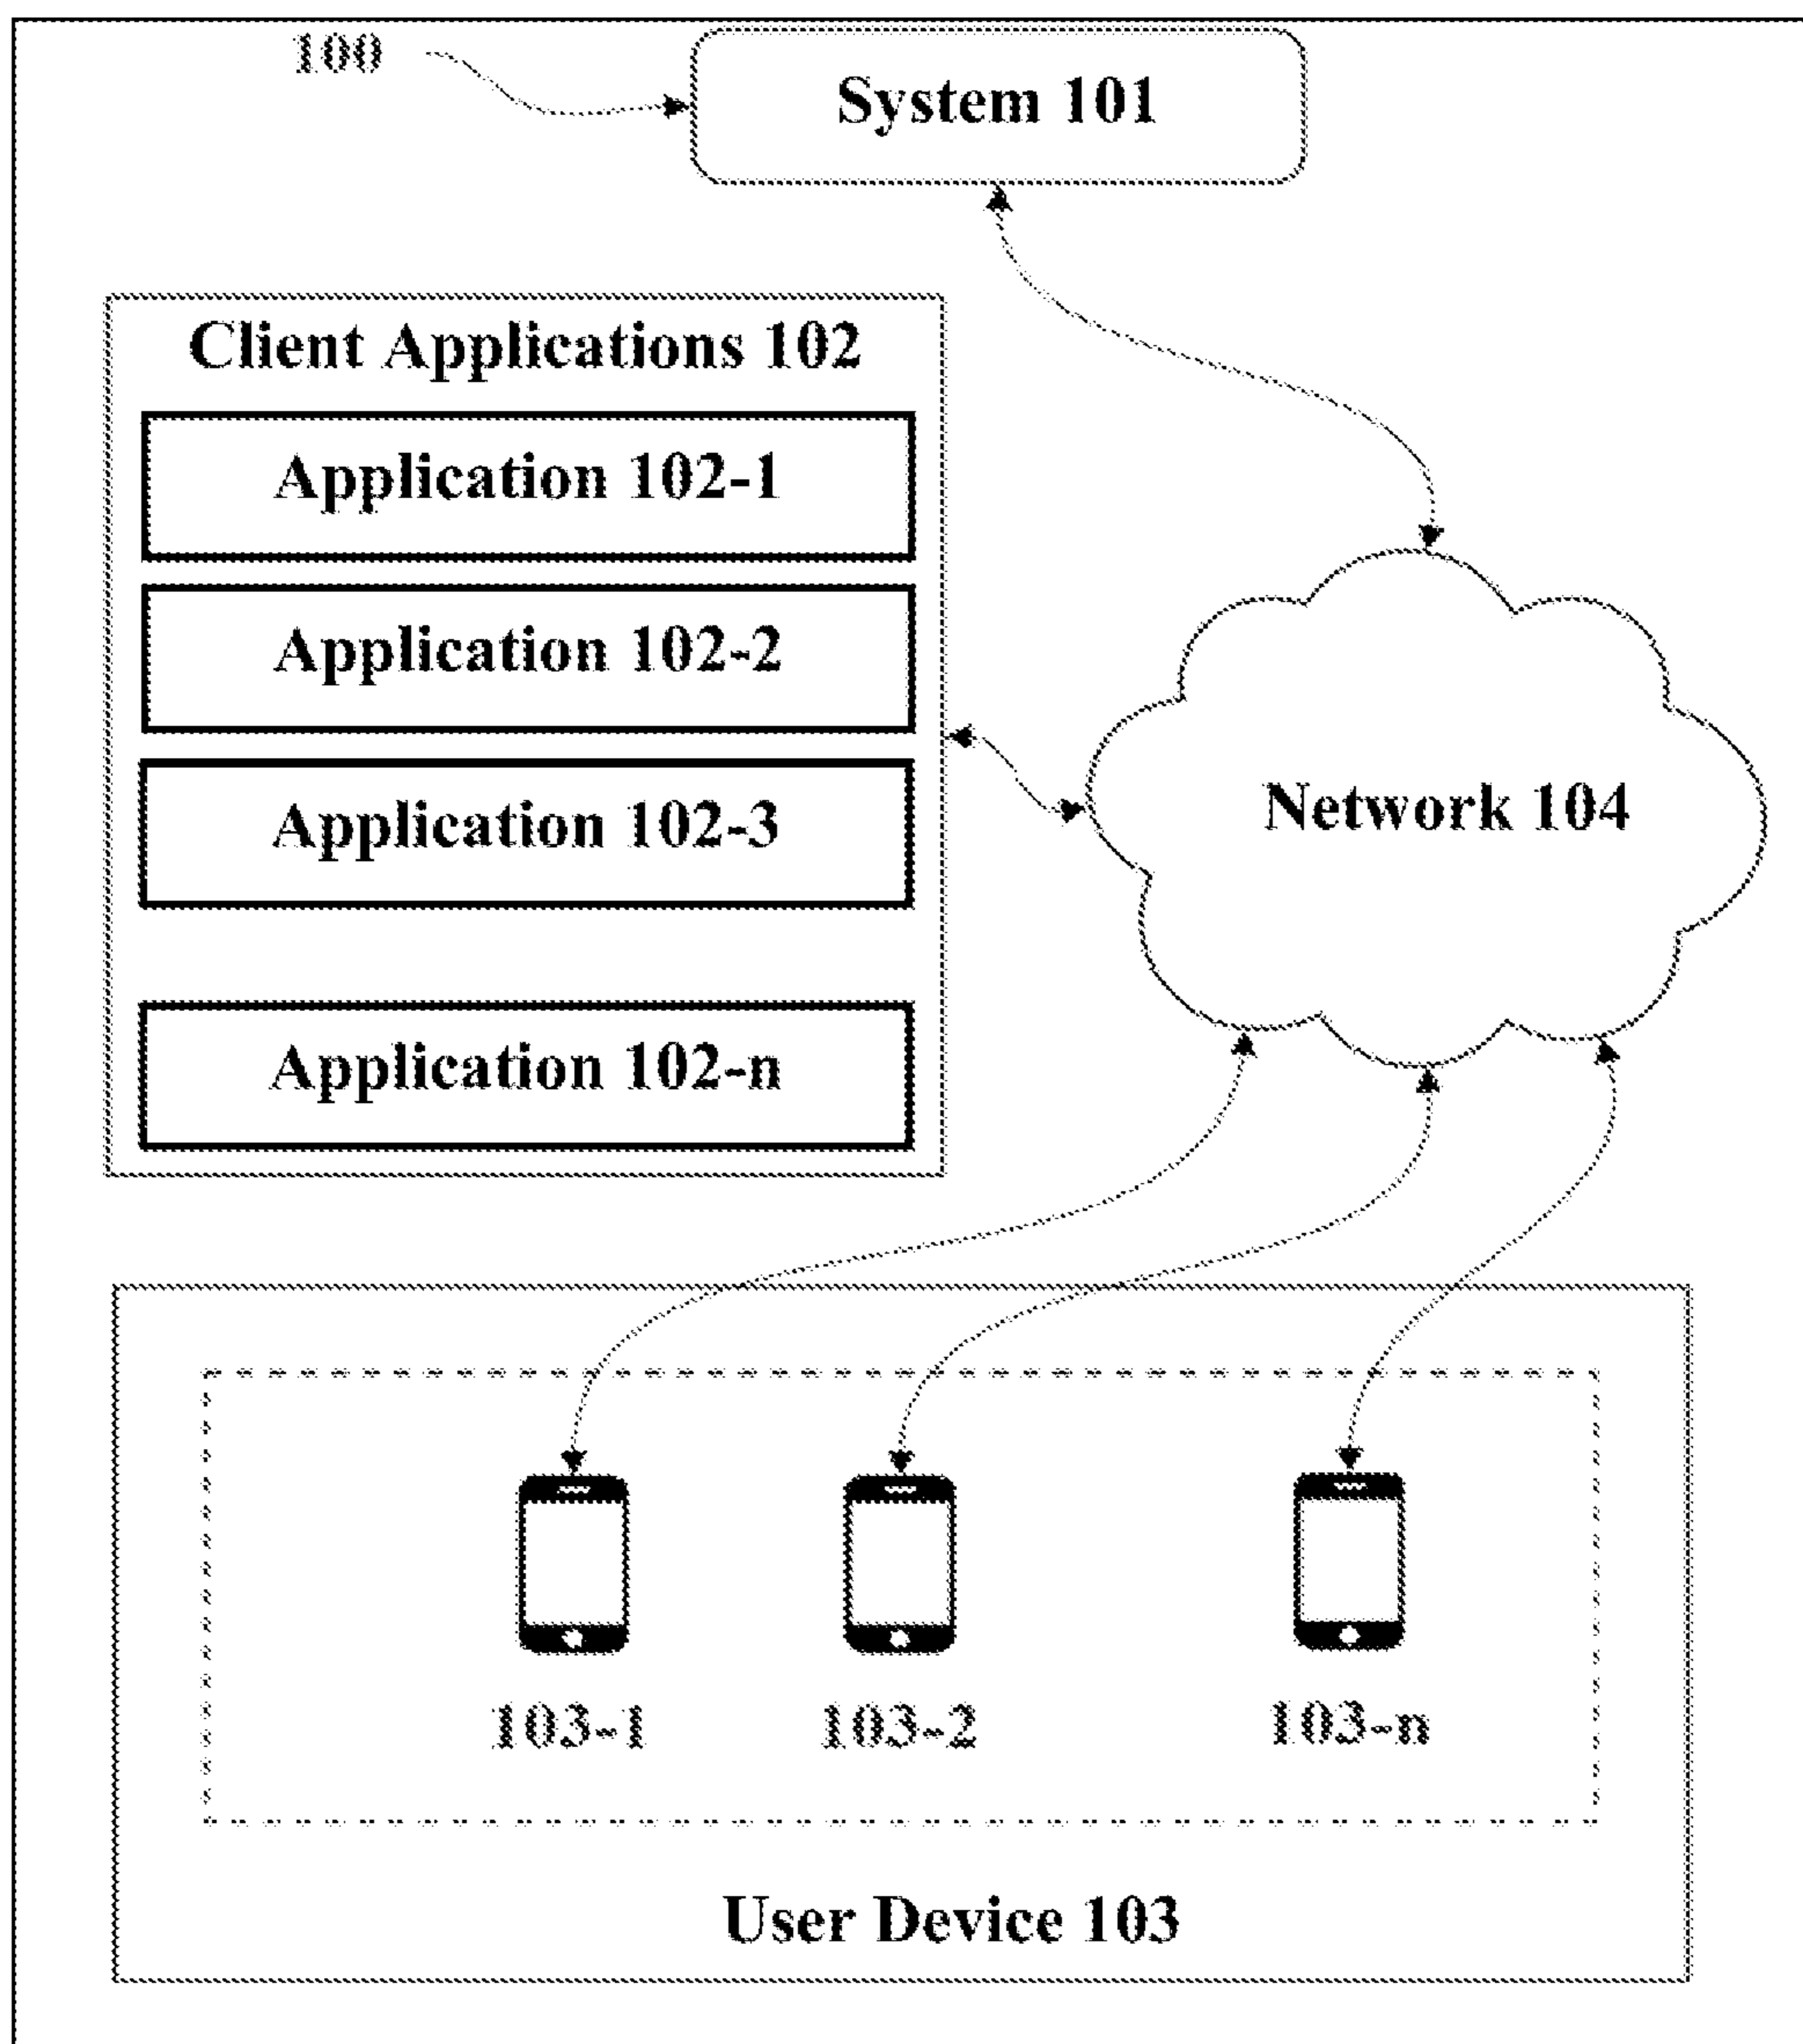 100
System 101
Client Applications 102
Application 102-1
Application 102-2
Application 102-3
Application 102-n
Network 104
103-1
103-2
103-n
User Device 103